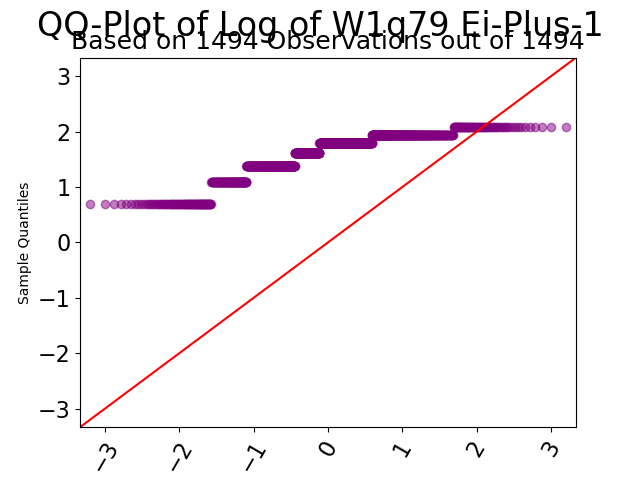 QQ-Plot of Log of W1q79 Ei-Plus-1
Based on 1494 Observations out of 1494
3
2
1
0
−1
−2
−3
Sample Quantiles
−3 −2 −1 0 1 2 3